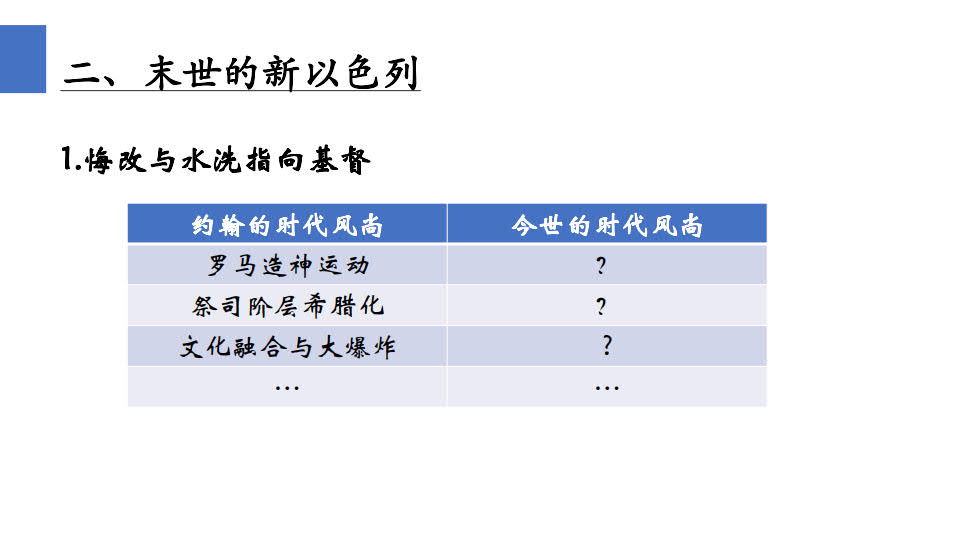 二、末世的新以色列
1.悔改与水洗指向基督
约翰的时代风尚 今世的时代风尚
罗马造神运动 ?
祭司阶层希腊化 ?
文化融合与大爆炸 ?
… …